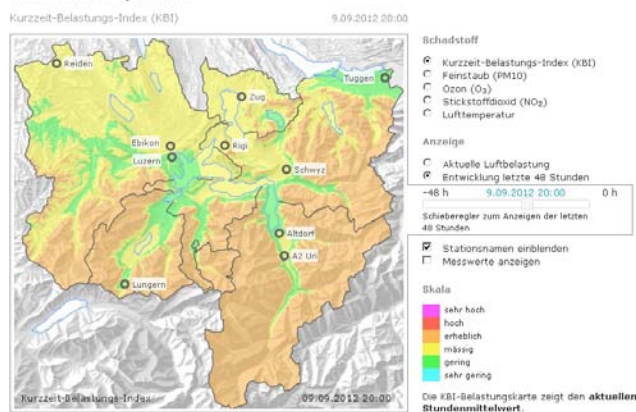 Kurzzeit-Belastungs-Index (KBI)
9.09.2012 20:00
Reiden
Tuggen
Zug
Ebikon
Rigi
Luzern
Schwyz
Altdorf
A2 Uri
Lungern
Kurzzeit-Belastungs-Index
09.09.2012 20:00
Schadstoff
Kurzzeit-Belastungs-Index (KBI)
Feinstaub (PM10)
Ozon (O3)
Stickstoffdioxid (NO2)
Lufttemperatur
Anzeige
Aktuelle Luftbelastung
Entwicklung letzte 48 Stunden
-48 h 9.09.2012 20:00 0 h
Schieberegler zum Anzeigen der letzten
48 Stunden
Stationsnamen einblenden
Messwerte anzeigen
Skala
sehr hoch
hoch
erheblich
mässig
gering
sehr gering
Die KBI-Belastungskarte zeigt den aktuellen
Stundenmittelwert.